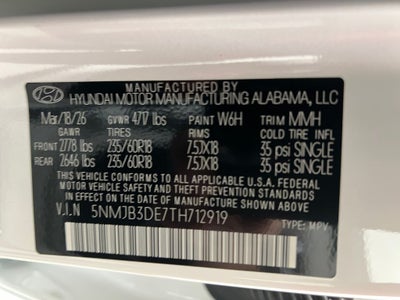 MANUFACTURED BY
HYUNDAI MOTOR MANUFACTURING ALABAMA, LLC
Mar/18/26 GVWR 4717 lbs PAINT W6H TRIM MMH
GAWR TIRES RIMS COLD TIRE INFL
FRONT 2778 lbs 235/60R18 7.5JX18 35 psi SINGLE
REAR 2646 lbs 235/60R18 7.5JX18 35 psi SINGLE
THIS VEHICLE CONFORMS TO ALL APPLICABLE FEDERAL
MOTOR VEHICLE SAFETY AND THEFT PREVENTION STANDARDS
IN EFFECT ON THE DATE OF MANUFACTURE SHOWN ABOVE.
V.I.N 5NMJB3DE7TH712919 TYPE: MPV